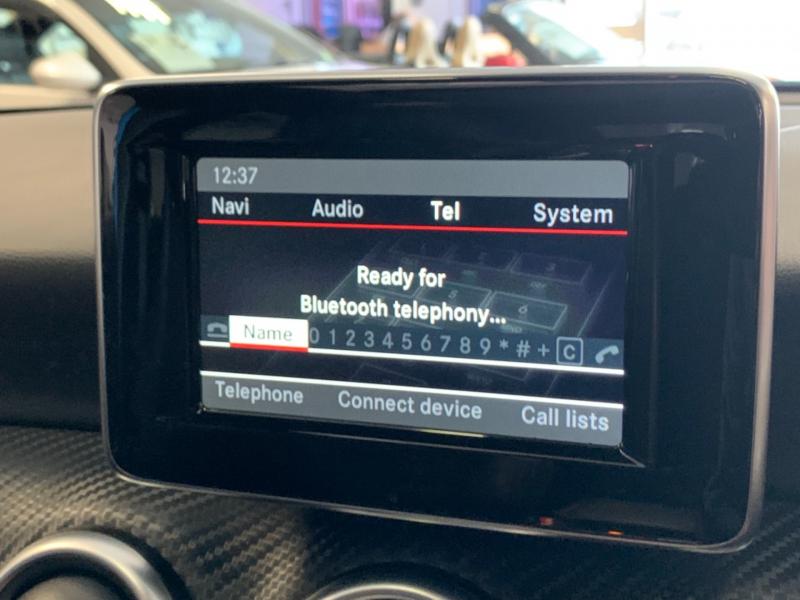 12:37
Navi Audio Tel System
Ready for
Bluetooth telephony...
Name 0 1 2 3 4 5 6 7 8 9 * # + C
Telephone Connect device Call lists